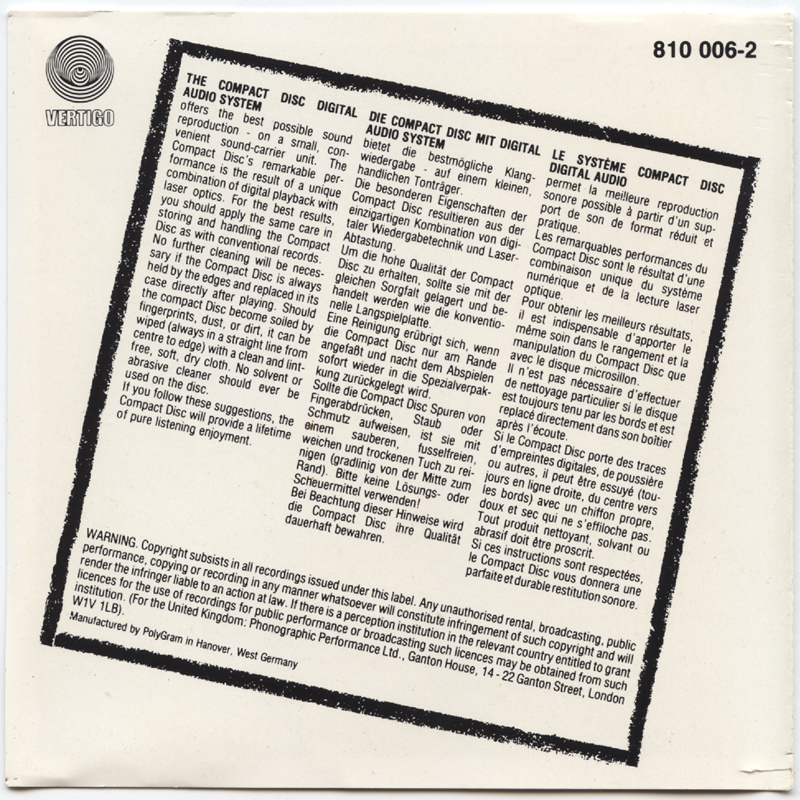 VERTIGO
810 006-2
THE COMPACT DISC DIGITAL
AUDIO SYSTEM
offers the best possible sound
reproduction - on a small, con-
venient sound-carrier unit. The
Compact Disc's remarkable per-
formance is the result of a unique
combination of digital playback with
laser optics. For the best results,
you should apply the same care in
storing and handling the Compact
Disc as with conventional records.
No further cleaning will be neces-
sary if the Compact Disc is always
held by the edges and replaced in its
case directly after playing. Should
the compact Disc become soiled by
fingerprints, dust, or dirt, it can be
wiped (always in a straight line from
centre to edge) with a clean and lint-
free, soft, dry cloth. No solvent or
abrasive cleaner should ever be
used on the disc.
If you follow these suggestions, the
Compact Disc will provide a lifetime
of pure listening enjoyment.
DIE COMPACT DISC MIT DIGITAL
AUDIO SYSTEM
bietet die bestmögliche Klang-
wiedergabe - auf einem kleinen,
handlichen Tonträger.
Die besonderen Eigenschaften der
Compact Disc resultieren aus der
einzigartigen Kombination von digi-
taler Wiedergabetechnik und Laser-
Abtastung.
Um die hohe Qualität der Compact
Disc zu erhalten, sollte sie mit der
gleichen Sorgfalt gelagert und be-
handelt werden wie die konventio-
nelle Langspielplatte.
Eine Reinigung erübrigt sich, wenn
die Compact Disc nur am Rande
angefaßt und nacht dem Abspielen
sofort wieder in die Spezialverpak-
kung zurückgelegt wird.
Sollte die Compact Disc Spuren von
Fingerabdrücken, Staub oder
Schmutz aufweisen, ist sie mit
einem sauberen, fusselfreien,
weichen und trockenen Tuch zu rei-
nigen (gradlinig von der Mitte zum
Rand). Bitte keine Lösungs- oder
Scheuermittel verwenden!
Bei Beachtung dieser Hinweise wird
die Compact Disc ihre Qualität
dauerhaft bewahren.
LE SYSTÈME COMPACT DISC
DIGITAL AUDIO
permet la meilleure reproduction
sonore possible à partir d'un sup-
port de son de format réduit et
pratique.
Les remarquables performances du
Compact Disc sont le résultat d'une
combinaison unique du système
numérique et de la lecture laser
optique.
Pour obtenir les meilleurs résultats,
il est indispensable d'apporter le
même soin dans le rangement et la
manipulation du Compact Disc que
avec le disque microsillon.
Il n'est pas nécessaire d'effectuer
de nettoyage particulier si le disque
est toujours tenu par les bords et est
replacé directement dans son boîtier
après l'écoute.
Si le Compact Disc porte des traces
d'empreintes digitales, de poussière
ou autres, il peut être essuyé (tou-
jours en ligne droite, du centre vers
les bords) avec un chiffon propre,
doux et sec qui ne s'effiloche pas.
Tout produit nettoyant, solvant ou
abrasif doit être proscrit.
Si ces instructions sont respectées,
le Compact Disc vous donnera une
parfaite et durable restitution sonore.
WARNING. Copyright subsists in all recordings issued under this label. Any unauthorised rental, broadcasting, public
performance, copying or recording in any manner whatsoever will constitute infringement of such copyright and will
render the infringer liable to an action at law. If there is a perception institution in the relevant country entitled to grant
licences for the use of recordings for public performance or broadcasting such licences may be obtained from such
institution. (For the United Kingdom: Phonographic Performance Ltd., Ganton House, 14 - 22 Ganton Street, London
W1V 1LB).
Manufactured by PolyGram in Hanover, West Germany